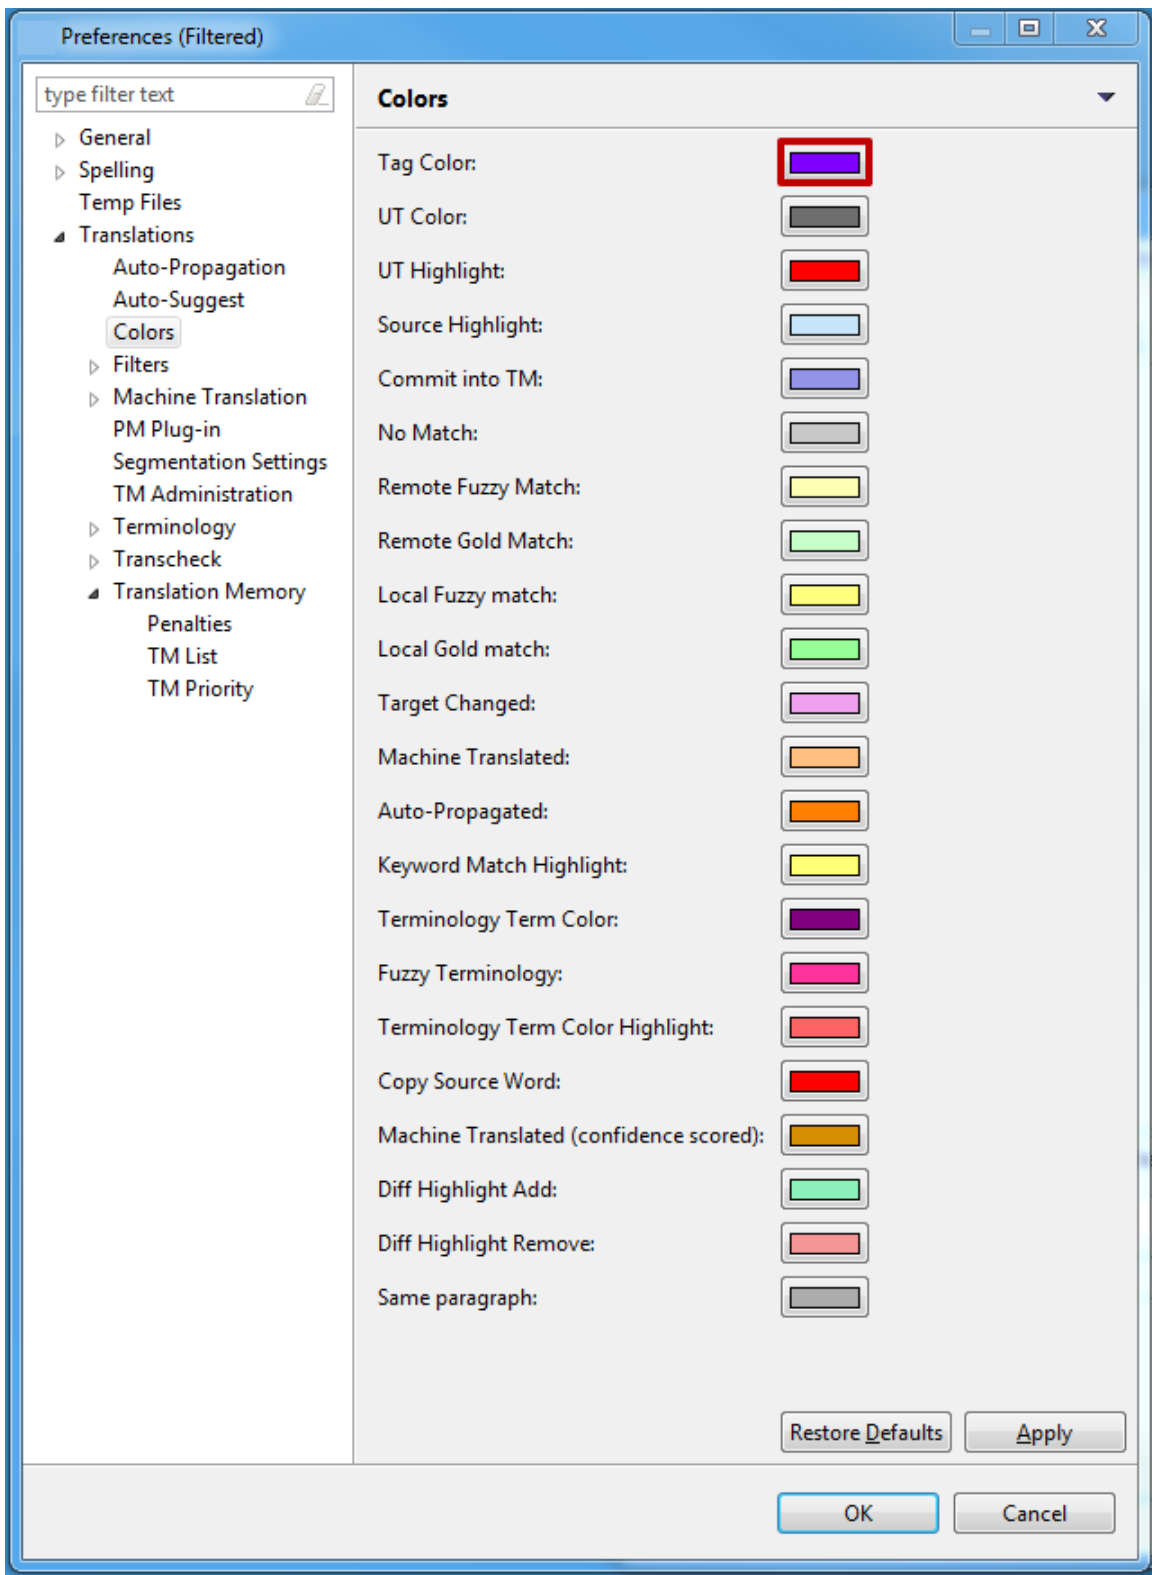 Preferences (Filtered)
type filter text
General
Spelling
Temp Files
Translations
Auto-Propagation
Auto-Suggest
Colors
Filters
Machine Translation
PM Plug-in
Segmentation Settings
TM Administration
Terminology
Transcheck
Translation Memory
Penalties
TM List
TM Priority
Colors
Tag Color:
UT Color:
UT Highlight:
Source Highlight:
Commit into TM:
No Match:
Remote Fuzzy Match:
Remote Gold Match:
Local Fuzzy match:
Local Gold match:
Target Changed:
Machine Translated:
Auto-Propagated:
Keyword Match Highlight:
Terminology Term Color:
Fuzzy Terminology:
Terminology Term Color Highlight:
Copy Source Word:
Machine Translated (confidence scored):
Diff Highlight Add:
Diff Highlight Remove:
Same paragraph:
Restore Defaults Apply
OK Cancel